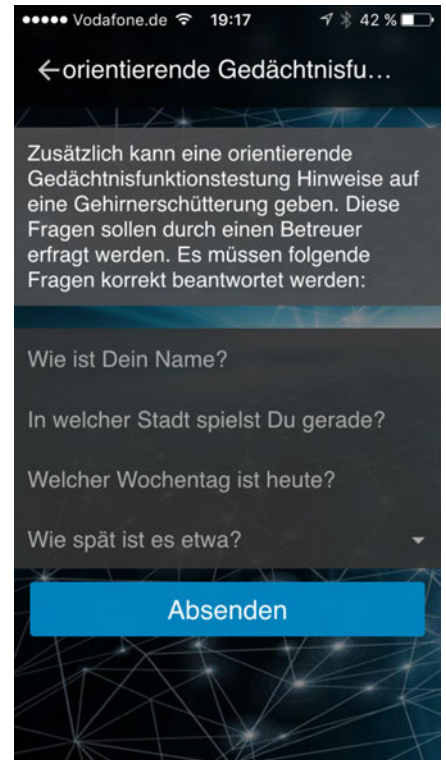 ●●●●● Vodafone.de 19:17 42 %
←orientierende Gedächtnisfu…
Zusätzlich kann eine orientierende
Gedächtnisfunktionstestung Hinweise auf
eine Gehirnerschütterung geben. Diese
Fragen sollen durch einen Betreuer
erfragt werden. Es müssen folgende
Fragen korrekt beantwortet werden:
Wie ist Dein Name?
In welcher Stadt spielst Du gerade?
Welcher Wochentag ist heute?
Wie spät ist es etwa?
Absenden